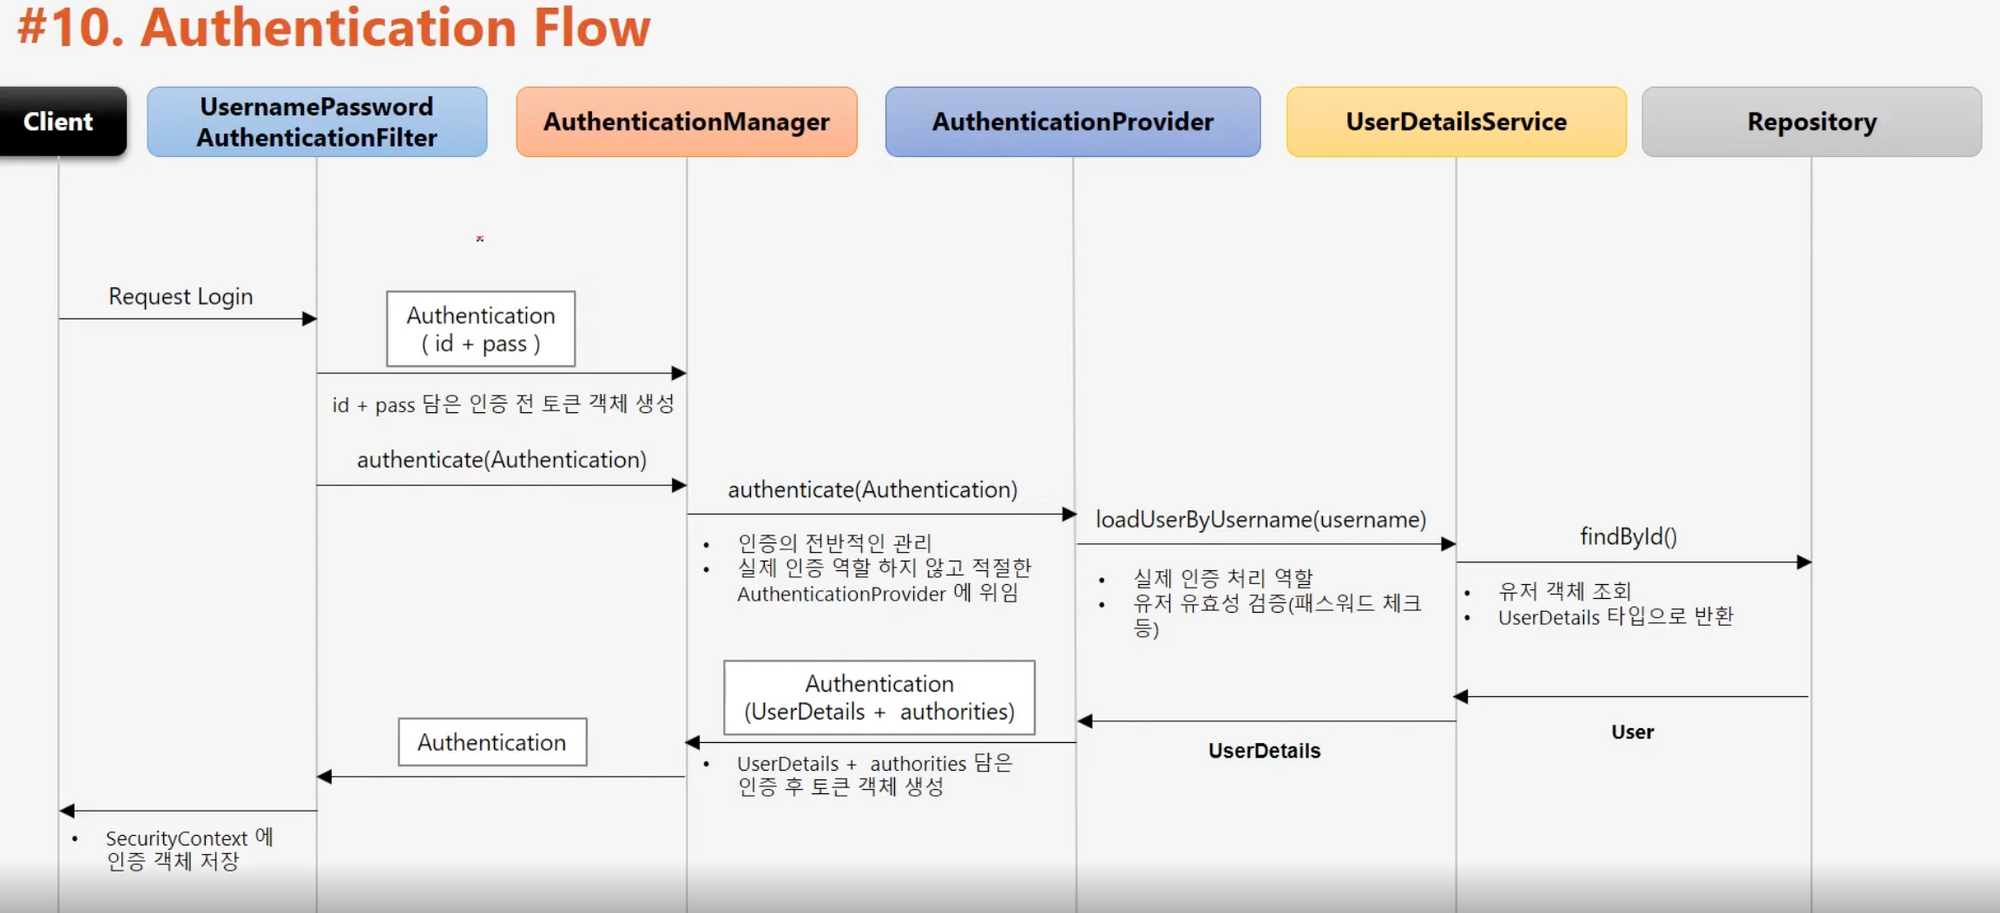 #10. Authentication Flow
Client
UsernamePassword
AuthenticationFilter
AuthenticationManager
AuthenticationProvider
UserDetailsService
Repository
Request Login
Authentication
( id + pass )
id + pass 담은 인증 전 토큰 객체 생성
authenticate(Authentication)
authenticate(Authentication)
• 인증의 전반적인 관리
• 실제 인증 역할 하지 않고 적절한
AuthenticationProvider 에 위임
loadUserByUsername(username)
• 실제 인증 처리 역할
• 유저 유효성 검증(패스워드 체크
등)
findById()
• 유저 객체 조회
• UserDetails 타입으로 반환
User
UserDetails
Authentication
(UserDetails + authorities)
• UserDetails + authorities 담은
인증 후 토큰 객체 생성
Authentication
• SecurityContext 에
인증 객체 저장